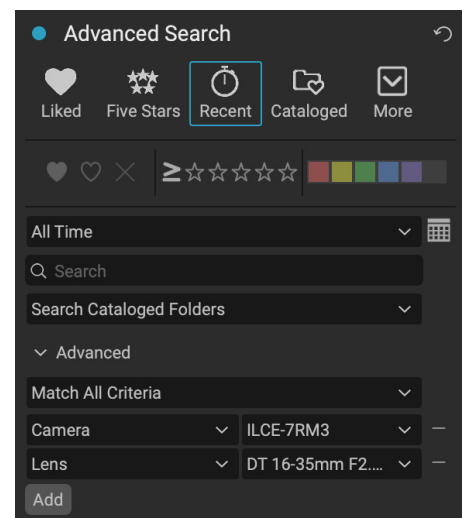 Advanced Search
Liked Five Stars Recent Cataloged More
≥
All Time
Search
Search Cataloged Folders
Advanced
Match All Criteria
Camera ILCE-7RM3
Lens DT 16-35mm F2....
Add